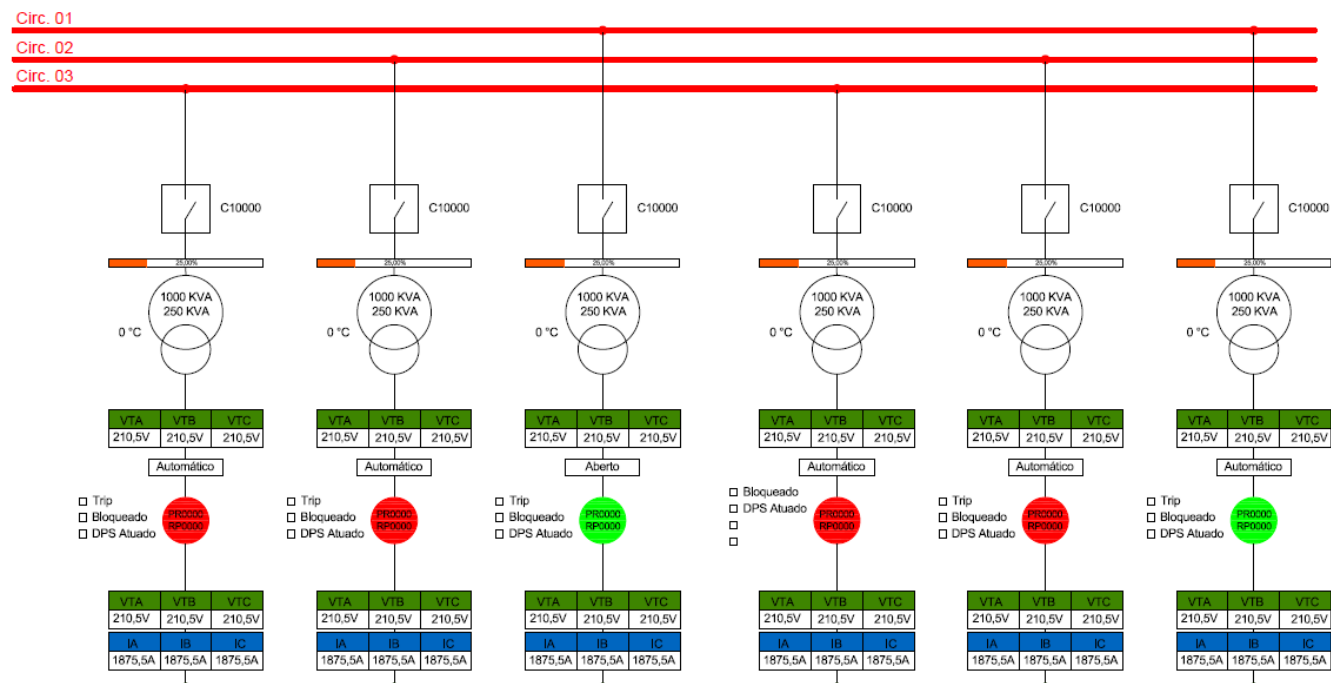 Circ. 01
Circ. 02
Circ. 03
C10000 C10000 C10000 C10000 C10000 C10000
25,00% 25,00% 25,00% 25,00% 25,00% 25,00%
1000 KVA 1000 KVA 1000 KVA 1000 KVA 1000 KVA 1000 KVA
250 KVA 250 KVA 250 KVA 250 KVA 250 KVA 250 KVA
0 °C 0 °C 0 °C 0 °C 0 °C 0 °C
VTA VTB VTC VTA VTB VTC VTA VTB VTC VTA VTB VTC VTA VTB VTC VTA VTB VTC
210,5V 210,5V 210,5V 210,5V 210,5V 210,5V 210,5V 210,5V 210,5V 210,5V 210,5V 210,5V 210,5V 210,5V 210,5V 210,5V 210,5V 210,5V
Automático Automático Aberto Automático Automático Automático
Trip Trip Trip Bloqueado Trip Trip
PR0000 PR0000 PR0000 DPS Atuado PR0000 PR0000 PR0000
Bloqueado Bloqueado Bloqueado Bloqueado Bloqueado
RP0000 RP0000 RP0000 RP0000 RP0000 RP0000
DPS Atuado DPS Atuado DPS Atuado DPS Atuado DPS Atuado
VTA VTB VTC VTA VTB VTC VTA VTB VTC VTA VTB VTC VTA VTB VTC VTA VTB VTC
210,5V 210,5V 210,5V 210,5V 210,5V 210,5V 210,5V 210,5V 210,5V 210,5V 210,5V 210,5V 210,5V 210,5V 210,5V 210,5V 210,5V 210,5V
IA IB IC IA IB IC IA IB IC IA IB IC IA IB IC IA IB IC
1875,5A 1875,5A 1875,5A 1875,5A 1875,5A 1875,5A 1875,5A 1875,5A 1875,5A 1875,5A 1875,5A 1875,5A 1875,5A 1875,5A 1875,5A 1875,5A 1875,5A 1875,5A